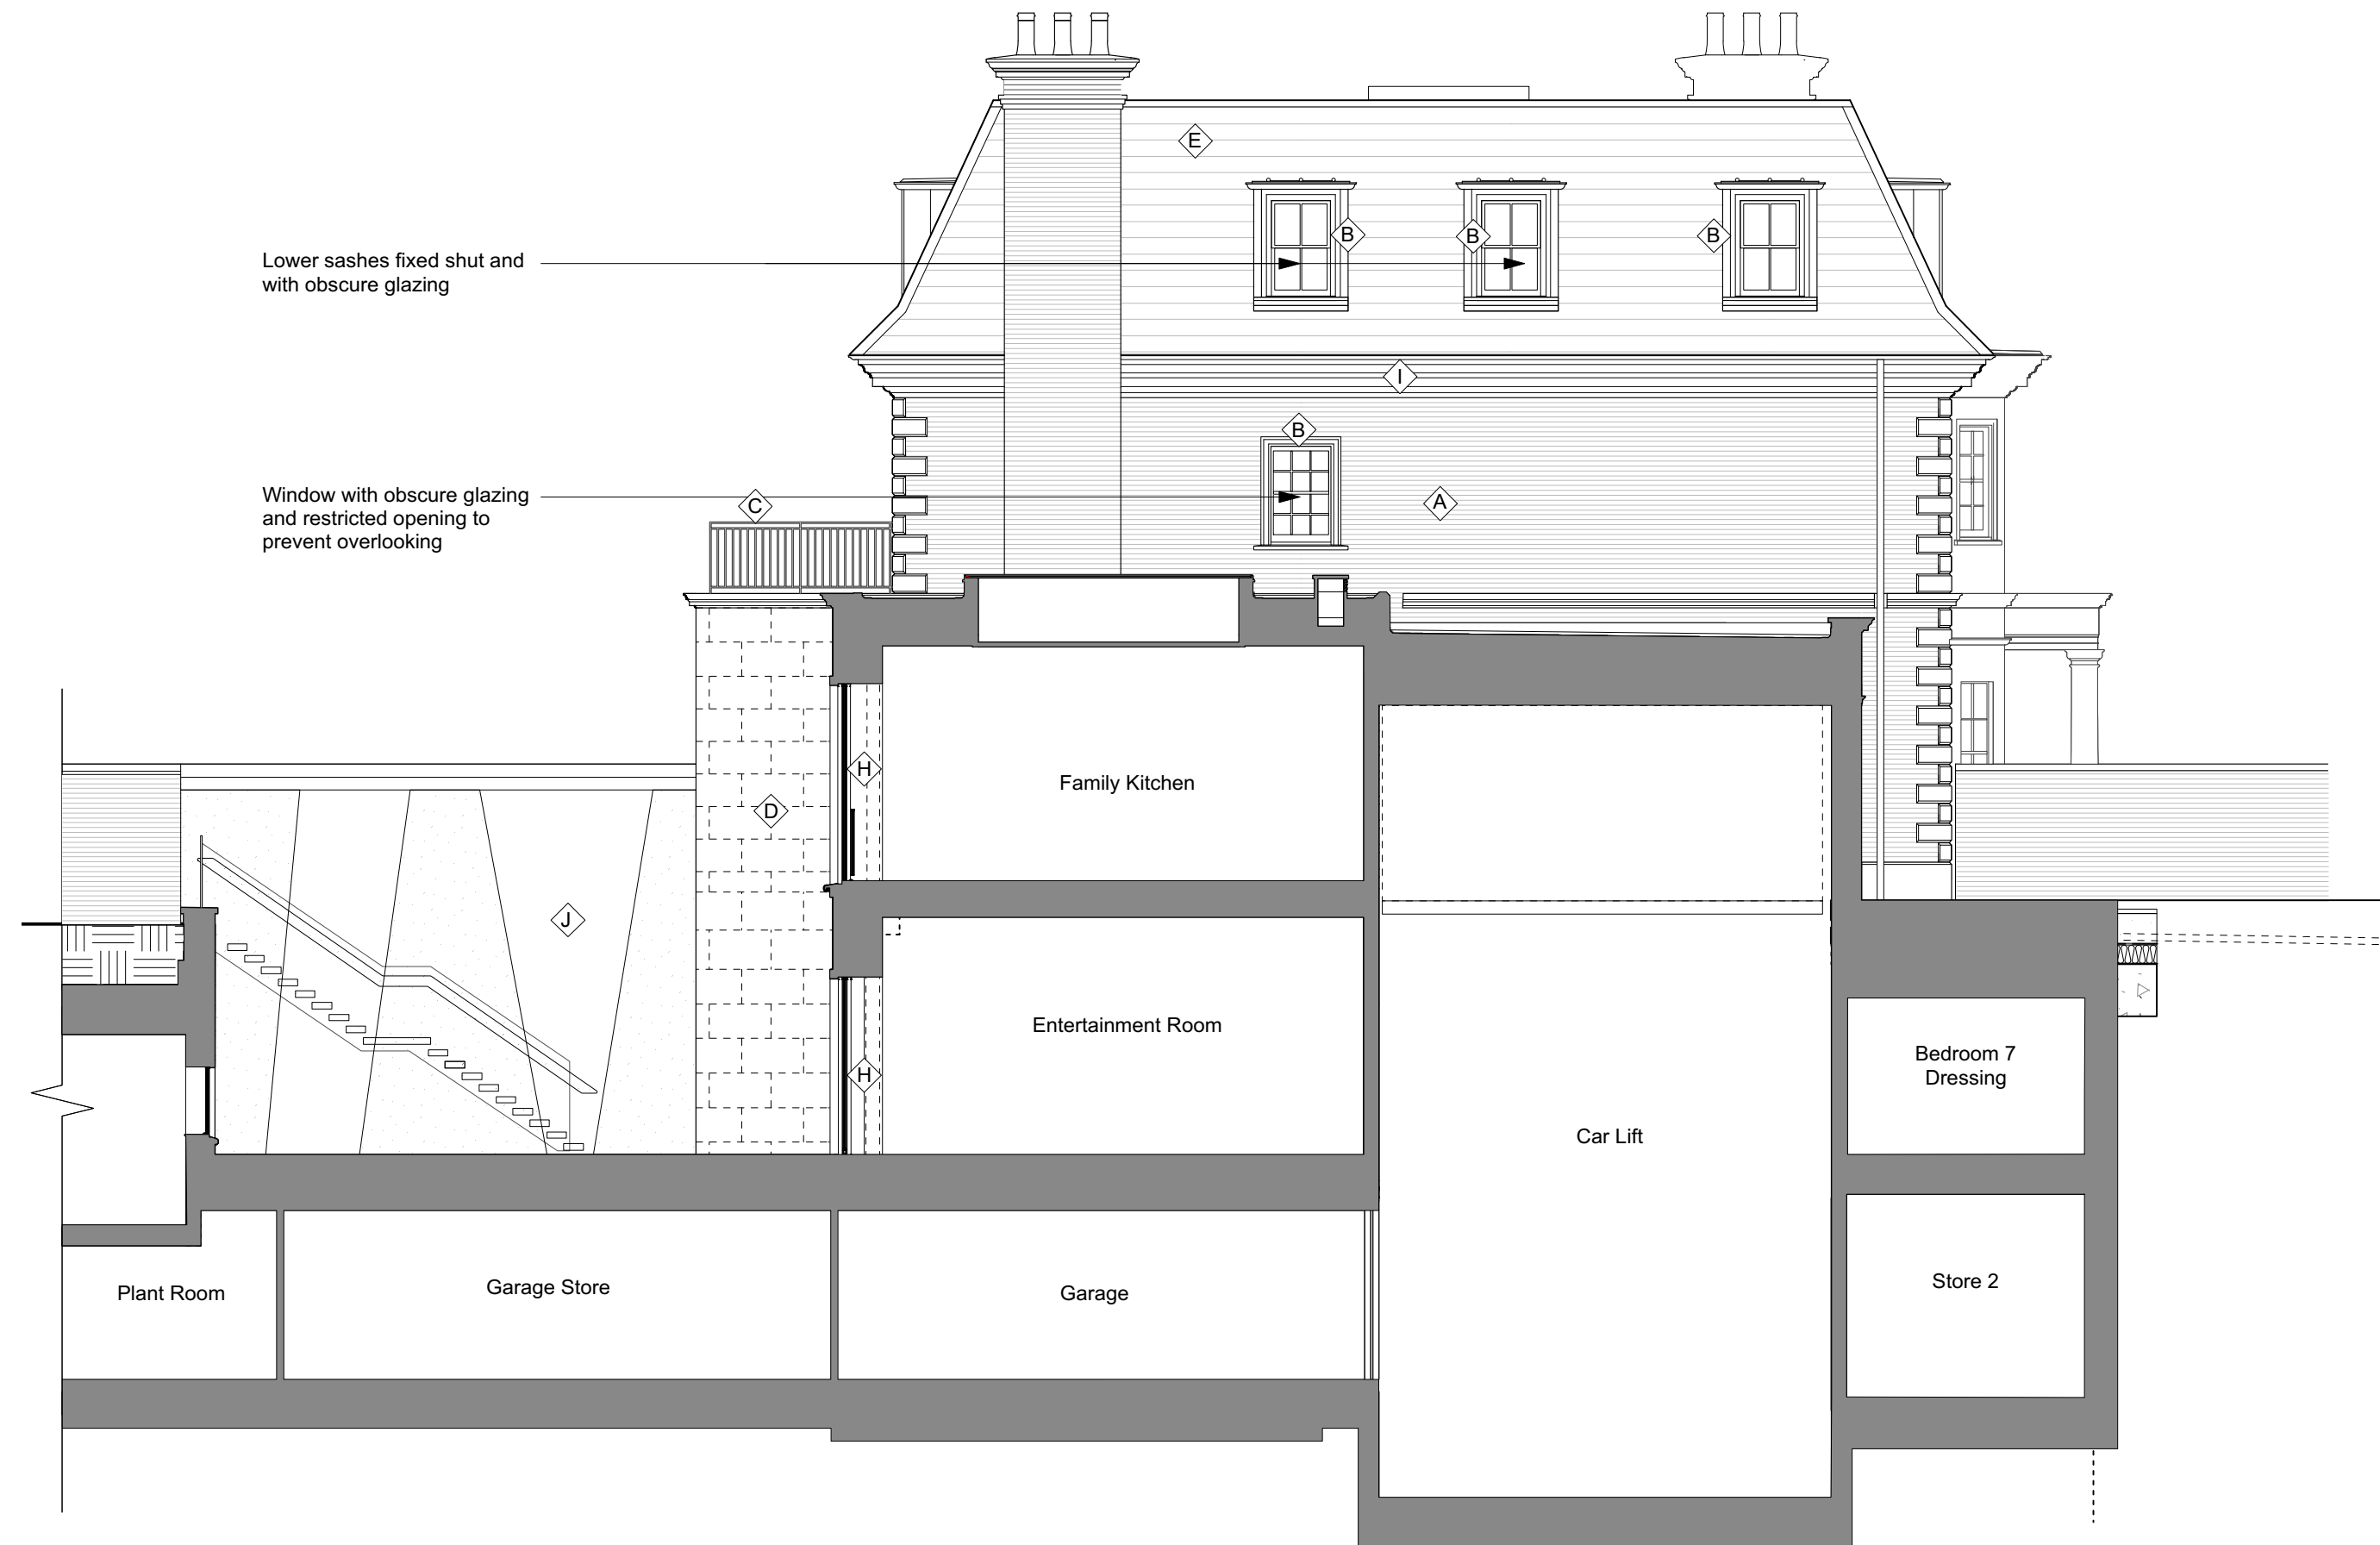 E
B
B
B
Lower sashes fixed shut and
with obscure glazing
I
B
Window with obscure glazing
and restricted opening to
prevent overlooking
C
A
H
Family Kitchen
D
J
Entertainment Room
H
Bedroom 7
Dressing
Car Lift
Plant Room
Garage Store
Garage
Store 2